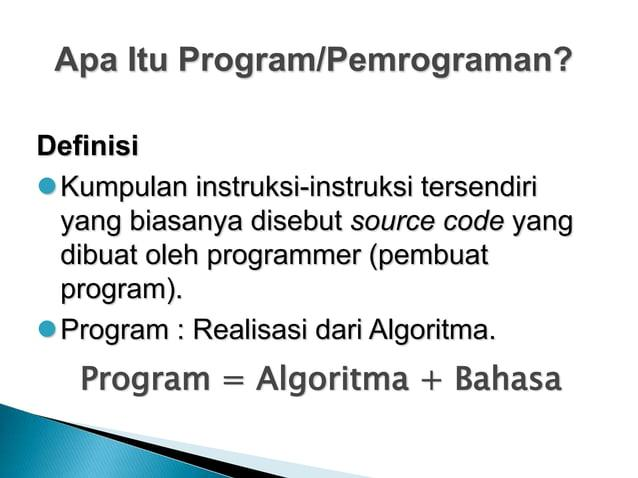 Apa Itu Program/Pemrograman?
Definisi
Kumpulan instruksi-instruksi tersendiri
yang biasanya disebut source code yang
dibuat oleh programmer (pembuat
program).
Program : Realisasi dari Algoritma.
Program = Algoritma + Bahasa